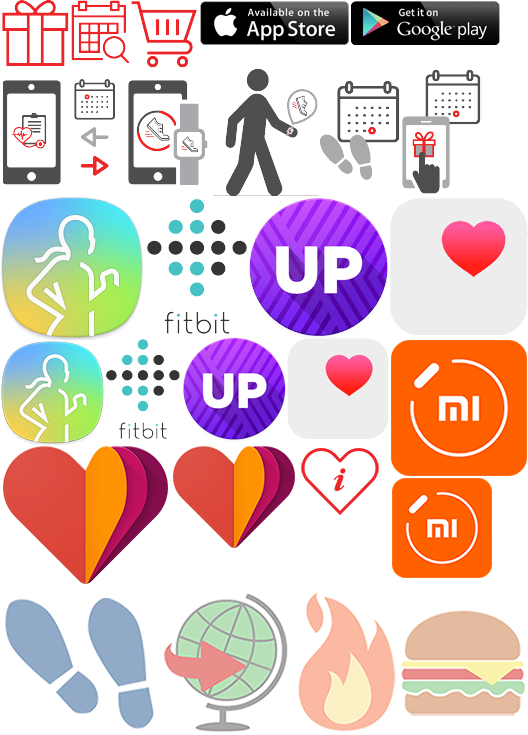 Available on the
App Store
Get it on
Google play
fitbit
UP
fitbit
UP
mi
i
mi